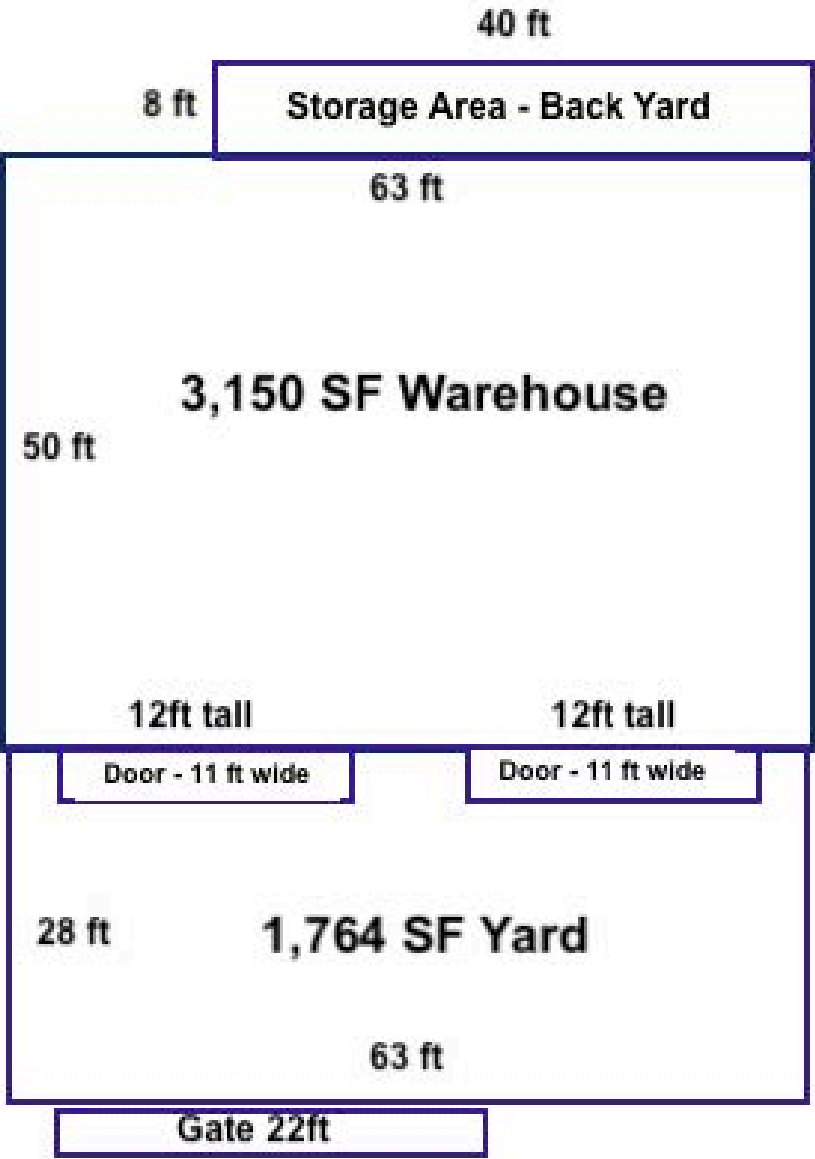 40 ft
8 ft
Storage Area - Back Yard
63 ft
3,150 SF Warehouse
50 ft
12ft tall
12ft tall
Door - 11 ft wide
Door - 11 ft wide
28 ft
1,764 SF Yard
63 ft
Gate 22ft